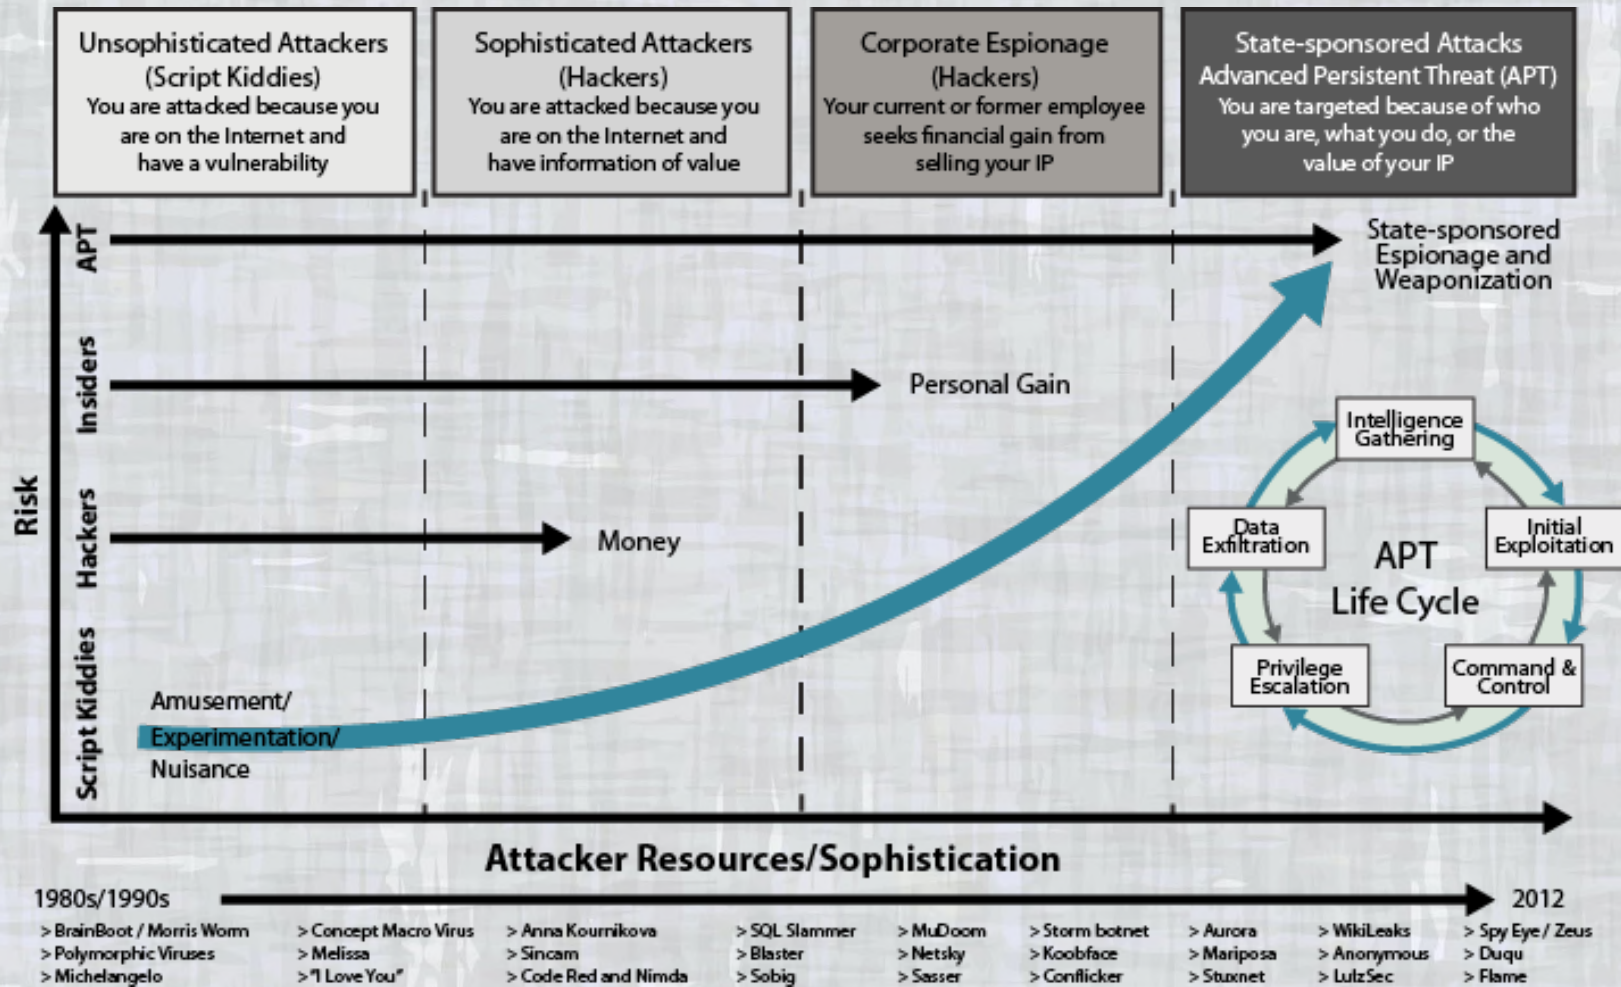 Unsophisticated Attackers
(Script Kiddies)
You are attacked because you
are on the Internet and
have a vulnerability
Sophisticated Attackers
(Hackers)
You are attacked because you
are on the Internet and
have information of value
Corporate Espionage
(Hackers)
Your current or former employee
seeks financial gain from
selling your IP
State-sponsored Attacks
Advanced Persistent Threat (APT)
You are targeted because of who
you are, what you do, or the
value of your IP
Risk
APT
State-sponsored
Espionage and
Weaponization
Insiders
Personal Gain
Hackers
Money
Script Kiddies
Amusement/
Experimentation/
Nuisance
Intelligence
Gathering
Initial
Exploitation
Command &
Control
Privilege
Escalation
Data
Exfiltration
APT
Life Cycle
Attacker Resources/Sophistication
1980s/1990s
2012
> BrainBoot / Morris Worm
> Polymorphic Viruses
> Michelangelo
> Concept Macro Virus
> Melissa
> "I Love You"
> Anna Kournikova
> Sincam
> Code Red and Nimda
> SQL Slammer
> Blaster
> Sobig
> MuDoom
> Netsky
> Sasser
> Storm botnet
> Koobface
> Conflicker
> Aurora
> Mariposa
> Stuxnet
> WikiLeaks
> Anonymous
> LulzSec
> Spy Eye / Zeus
> Duqu
> Flame